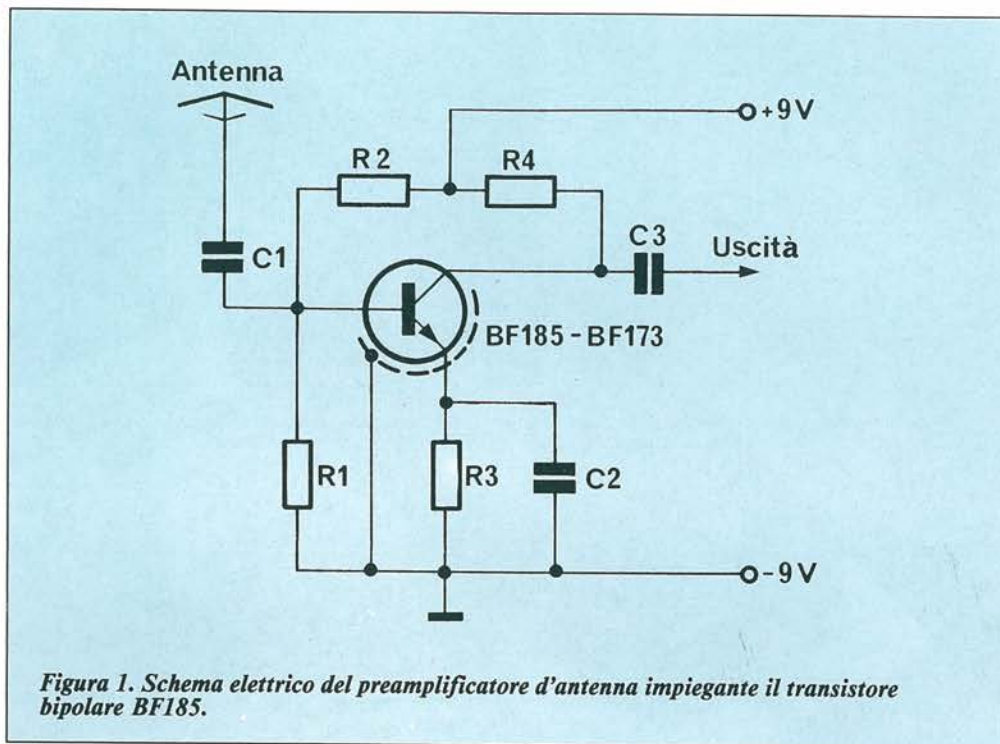 Antenna
+9V
R2
R4
C3
Uscità
C1
BF185-BF173
R1
R3
C2
-9V
Figura 1. Schema elettrico del preamplificatore d'antenna impiegante il transistore
bipolare BF185.